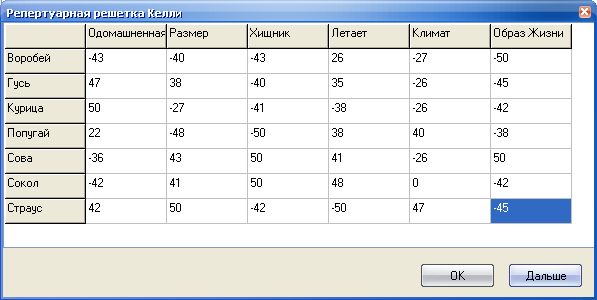 Репертуарная решетка Келли
Одомашненная Размер Хищник Летает Климат Образ Жизни
Воробей -43 -40 -43 26 -27 -50
Гусь 47 38 -40 35 -26 -45
Курица 50 -27 -41 -38 -26 -42
Попугай 22 -48 -50 38 40 -38
Сова -36 43 50 41 -26 50
Сокол -42 41 50 48 0 -42
Страус 42 50 -42 -50 47 -45
OK Дальше